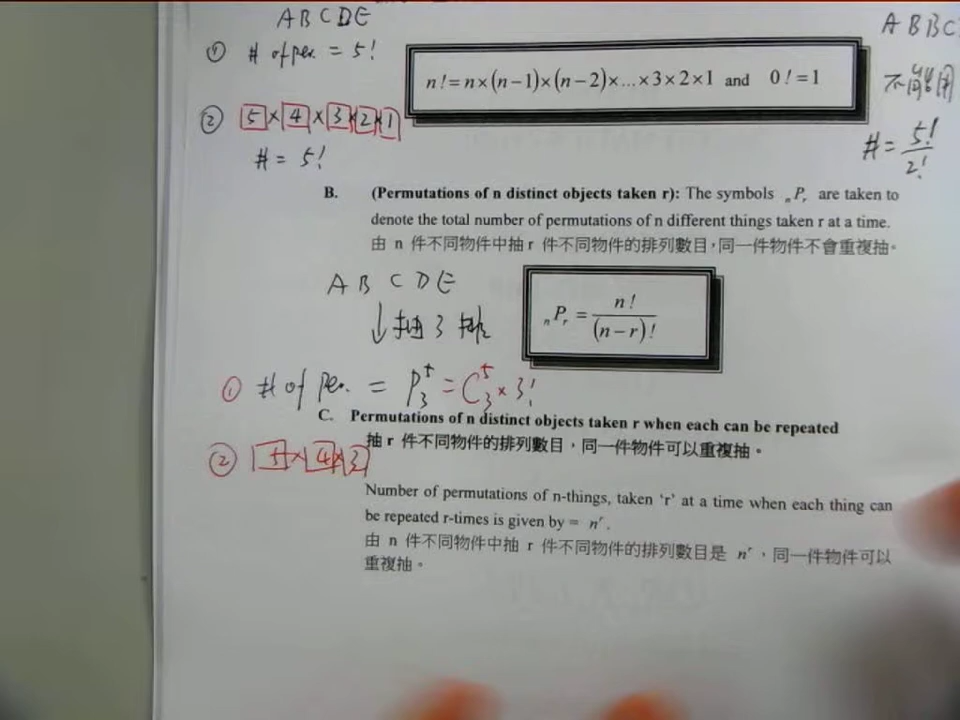 A B C D E
A B B C
① # of per. = 5!
n! = n×(n−1)×(n−2)×...×3×2×1 and 0! = 1
② 5 × 4 × 3 × 2 × 1
# = 5!
# = 5!/2!
B. (Permutations of n distinct objects taken r): The symbols ₙPᵣ are taken to
denote the total number of permutations of n different things taken r at a time.
由 n 件不同物件中抽 r 件不同物件的排列數目，同一件物件不會重複抽。
A B C D E
↓ 抽 3 排
ₙPᵣ = n!/(n−r)!
① # of per. = P₃⁵ = C₃⁵ × 3!
C. Permutations of n distinct objects taken r when each can be repeated
抽 r 件不同物件的排列數目，同一件物件可以重複抽。
② 5 × 4 × 3
Number of permutations of n-things, taken ‘r’ at a time when each thing can
be repeated r-times is given by = nʳ.
由 n 件不同物件中抽 r 件不同物件的排列數目是 nʳ，同一件物件可以
重複抽。